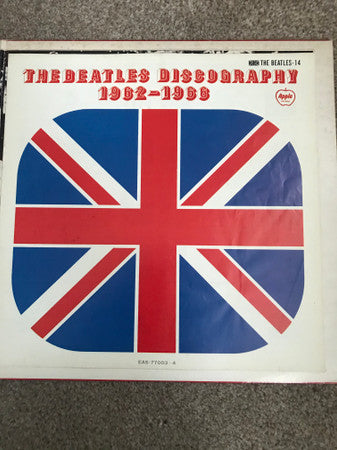 THE BEATLES·14
THE BEATLES DISCOGRAPHY
1962-1966
Apple
EAS-77003·4